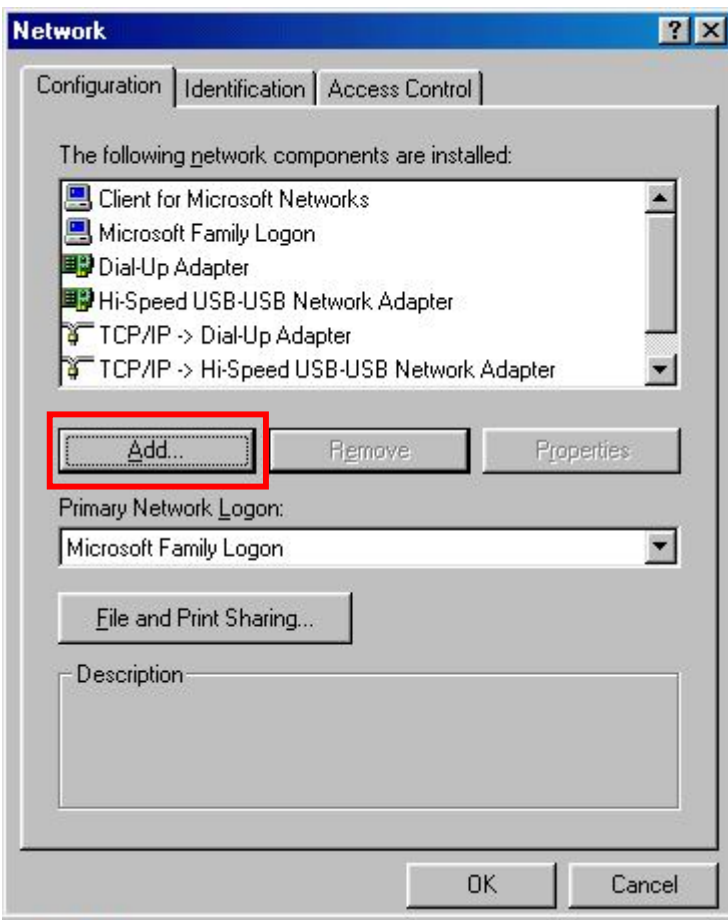 Network
Configuration Identification Access Control
The following network components are installed:
Client for Microsoft Networks
Microsoft Family Logon
Dial-Up Adapter
Hi-Speed USB-USB Network Adapter
TCP/IP -> Dial-Up Adapter
TCP/IP -> Hi-Speed USB-USB Network Adapter
Add... Remove Properties
Primary Network Logon:
Microsoft Family Logon
File and Print Sharing...
Description
OK Cancel